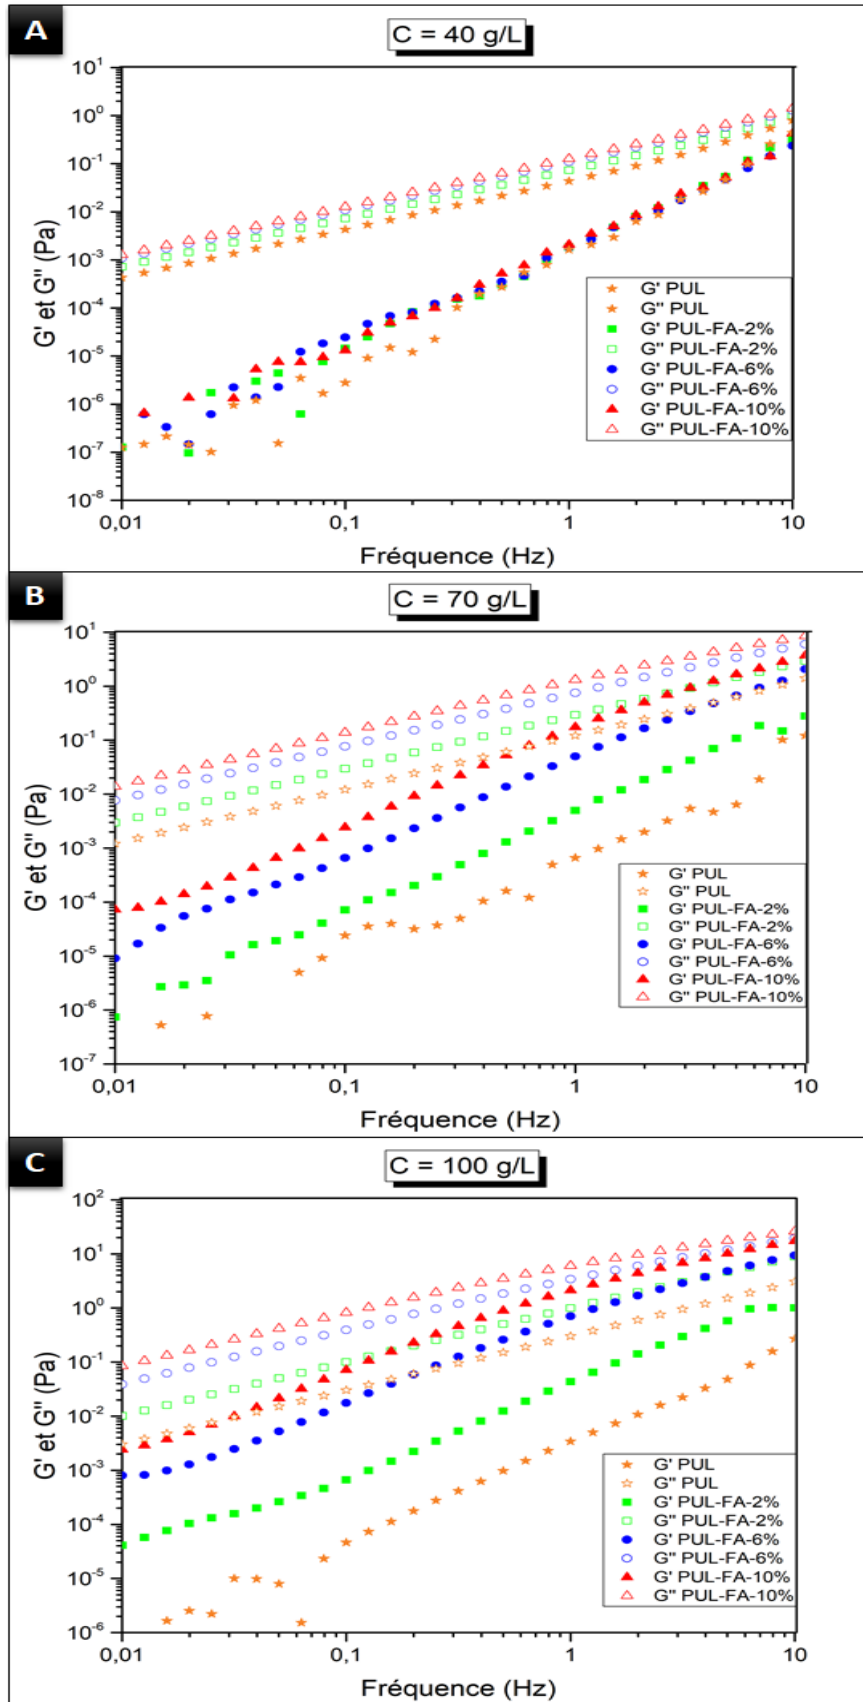 A
C = 40 g/L
G' et G" (Pa)
10¹
10⁰
10⁻¹
10⁻²
10⁻³
10⁻⁴
10⁻⁵
10⁻⁶
10⁻⁷
10⁻⁸
G' PUL
G" PUL
G' PUL-FA-2%
G" PUL-FA-2%
G' PUL-FA-6%
G" PUL-FA-6%
G' PUL-FA-10%
G" PUL-FA-10%
0,01 0,1 1 10
Fréquence (Hz)
B
C = 70 g/L
G' et G" (Pa)
10¹
10⁰
10⁻¹
10⁻²
10⁻³
10⁻⁴
10⁻⁵
10⁻⁶
10⁻⁷
G' PUL
G" PUL
G' PUL-FA-2%
G" PUL-FA-2%
G' PUL-FA-6%
G" PUL-FA-6%
G' PUL-FA-10%
G" PUL-FA-10%
0,01 0,1 1 10
Fréquence (Hz)
C
C = 100 g/L
G' et G" (Pa)
10²
10¹
10⁰
10⁻¹
10⁻²
10⁻³
10⁻⁴
10⁻⁵
10⁻⁶
G' PUL
G" PUL
G' PUL-FA-2%
G" PUL-FA-2%
G' PUL-FA-6%
G" PUL-FA-6%
G' PUL-FA-10%
G" PUL-FA-10%
0,01 0,1 1 10
Fréquence (Hz)